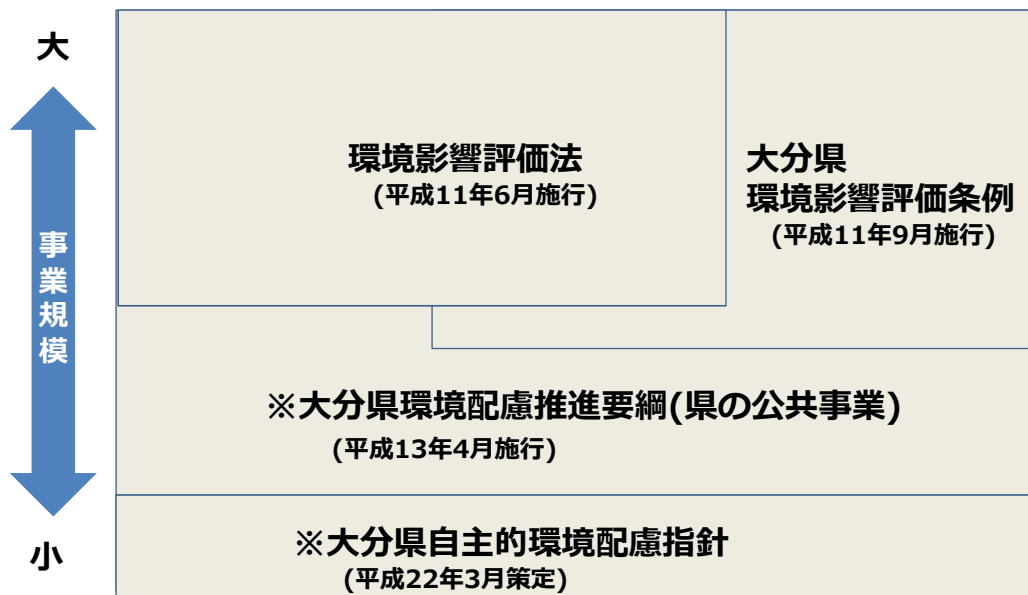 大
環境影響評価法
(平成11年6月施行)
大分県
環境影響評価条例
(平成11年9月施行)
事業規模
※大分県環境配慮推進要綱(県の公共事業)
(平成13年4月施行)
小
※大分県自主的環境配慮指針
(平成22年3月策定)